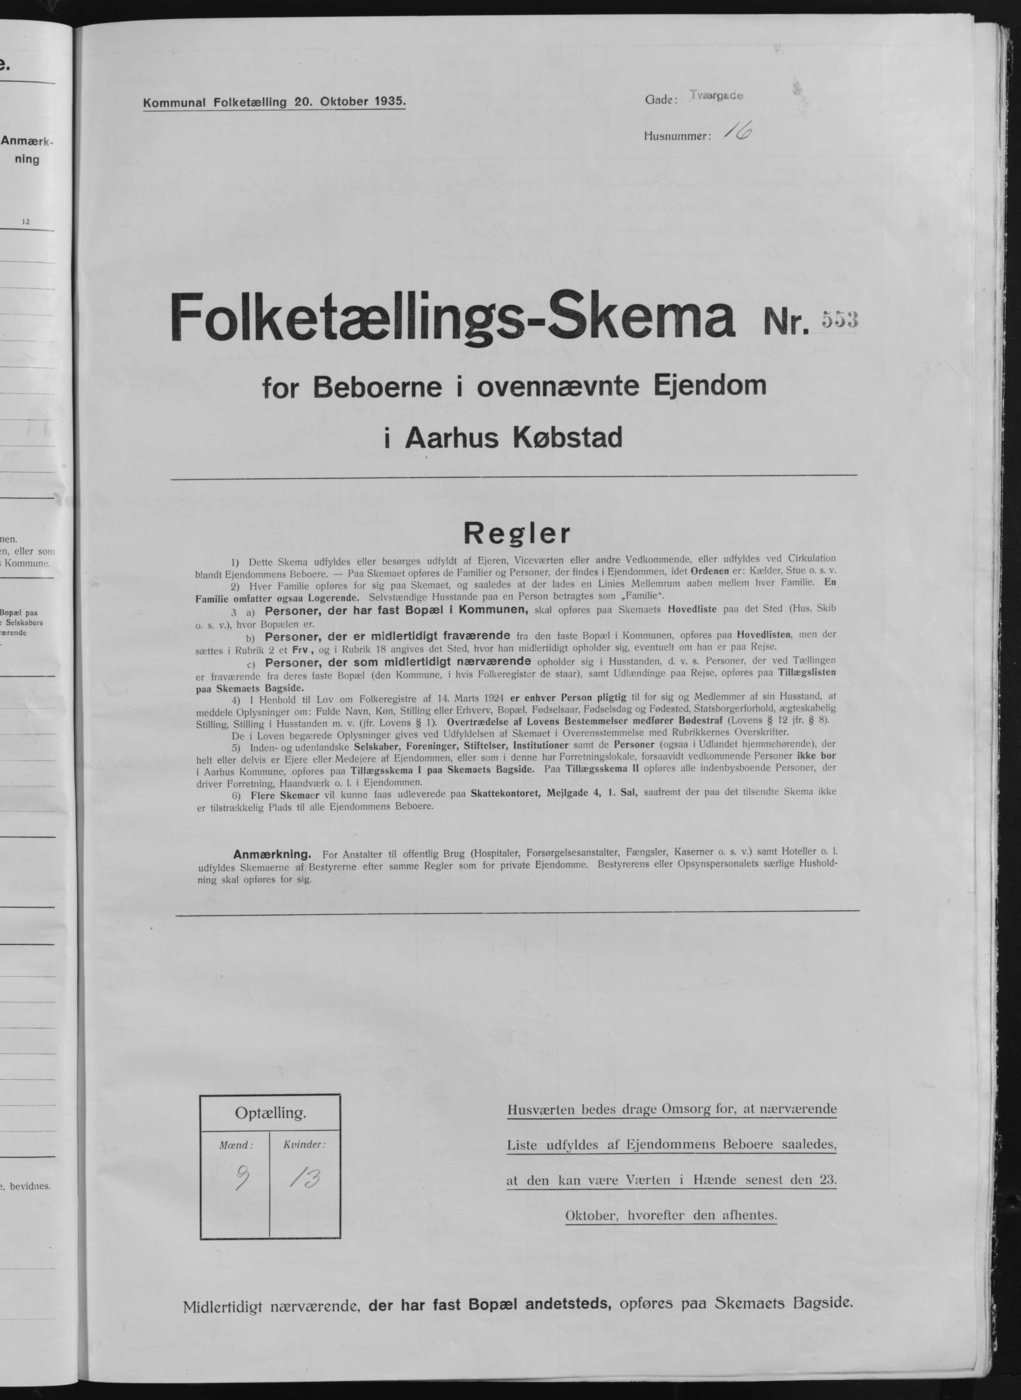 e.
Anmærk-
ning
12
nen.
en, eller som
i Kommune.
Bopæl paa
e Selskabers
værende
e, bevidnes.
Kommunal Folketælling 20. Oktober 1935.
Gade: Tværgade
Husnummer: 16
Folketællings-Skema Nr. 553
for Beboerne i ovennævnte Ejendom
i Aarhus Købstad
Regler
1) Dette Skema udfyldes eller besørges udfyldt af Ejeren, Viceværten eller andre Vedkommende, eller udfyldes ved Cirkulation
blandt Ejendommens Beboere. — Paa Skemaet opføres de Familier og Personer, der findes i Ejendommen, idet Ordenen er: Kælder, Stue o. s. v.
2) Hver Familie opføres for sig paa Skemaet, og saaledes at der lades en Linies Mellemrum aaben mellem hver Familie. En
Familie omfatter ogsaa Logerende. Selvstændige Husstande paa en Person betragtes som „Familie“.
3 a) Personer, der har fast Bopæl i Kommunen, skal opføres paa Skemaets Hovedliste paa det Sted (Hus, Skib
o. s. v.), hvor Bopælen er.
b) Personer, der er midlertidigt fraværende fra den faste Bopæl i Kommunen, opføres paa Hovedlisten, men der
sættes i Rubrik 2 et Frv., og i Rubrik 18 angives det Sted, hvor han midlertidigt opholder sig, eventuelt om han er paa Rejse.
c) Personer, der som midlertidigt nærværende opholder sig i Husstanden, d. v. s. Personer, der ved Tællingen
er fraværende fra deres faste Bopæl (den Kommune, i hvis Folkeregister de staar), samt Udlændinge paa Rejse, opføres paa Tillægslisten
paa Skemaets Bagside.
4) I Henhold til Lov om Folkeregistre af 14. Marts 1924 er enhver Person pligtig til for sig og Medlemmer af sin Husstand, at
meddele Oplysninger om: Fulde Navn, Køn, Stilling eller Erhverv, Bopæl, Fødselsaar, Fødselsdag og Fødested, Statsborgerforhold, ægteskabelig
Stilling, Stilling i Husstanden m. v. (jfr. Lovens § 1). Overtrædelse af Lovens Bestemmelser medfører Bødestraf (Lovens § 12 jfr. § 8).
De i Loven begærede Oplysninger gives ved Udfyldelsen af Skemaet i Overensstemmelse med Rubrikkernes Overskrifter.
5) Inden- og udenlandske Selskaber, Foreninger, Stiftelser, Institutioner samt de Personer (ogsaa i Udlandet hjemmehørende), der
helt eller delvis er Ejere eller Medejere af Ejendommen, eller som i denne har Forretningslokale, forsaavidt vedkommende Personer ikke bor
i Aarhus Kommune, opføres paa Tillægsskema I paa Skemaets Bagside. Paa Tillægsskema II opføres alle indenbysboende Personer, der
driver Forretning, Haandværk o. l. i Ejendommen.
6) Flere Skemaer vil kunne faas udleverede paa Skattekontoret, Mejlgade 4, 1. Sal, saafremt der paa det tilsendte Skema ikke
er tilstrækkelig Plads til alle Ejendommens Beboere.
Anmærkning. For Anstalter til offentlig Brug (Hospitaler, Forsørgelsesanstalter, Fængsler, Kaserner o. s. v.) samt Hoteller o. l.
udfyldes Skemaerne af Bestyrerne efter samme Regler som for private Ejendomme. Bestyrerens eller Opsynspersonalets særlige Hushold-
ning skal opføres for sig.
Optælling.
Mænd: Kvinder:
9 13
Husværten bedes drage Omsorg for, at nærværende
Liste udfyldes af Ejendommens Beboere saaledes,
at den kan være Værten i Hænde senest den 23.
Oktober, hvorefter den afhentes.
Midlertidigt nærværende, der har fast Bopæl andetsteds, opføres paa Skemaets Bagside.